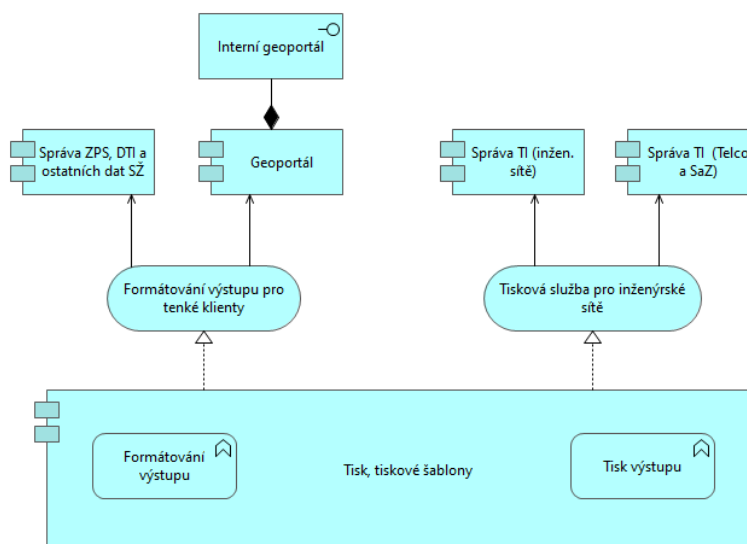 Interní geoportál
Správa ZPS, DTI a
ostatních dat SŽ
Geoportál
Správa TI (inžen.
sítě)
Správa TI (Telco
a SaZ)
Formátování výstupu pro
tenké klienty
Tisková služba pro inženýrské
sítě
Formátování
výstupu
Tisk, tiskové šablony
Tisk výstupu